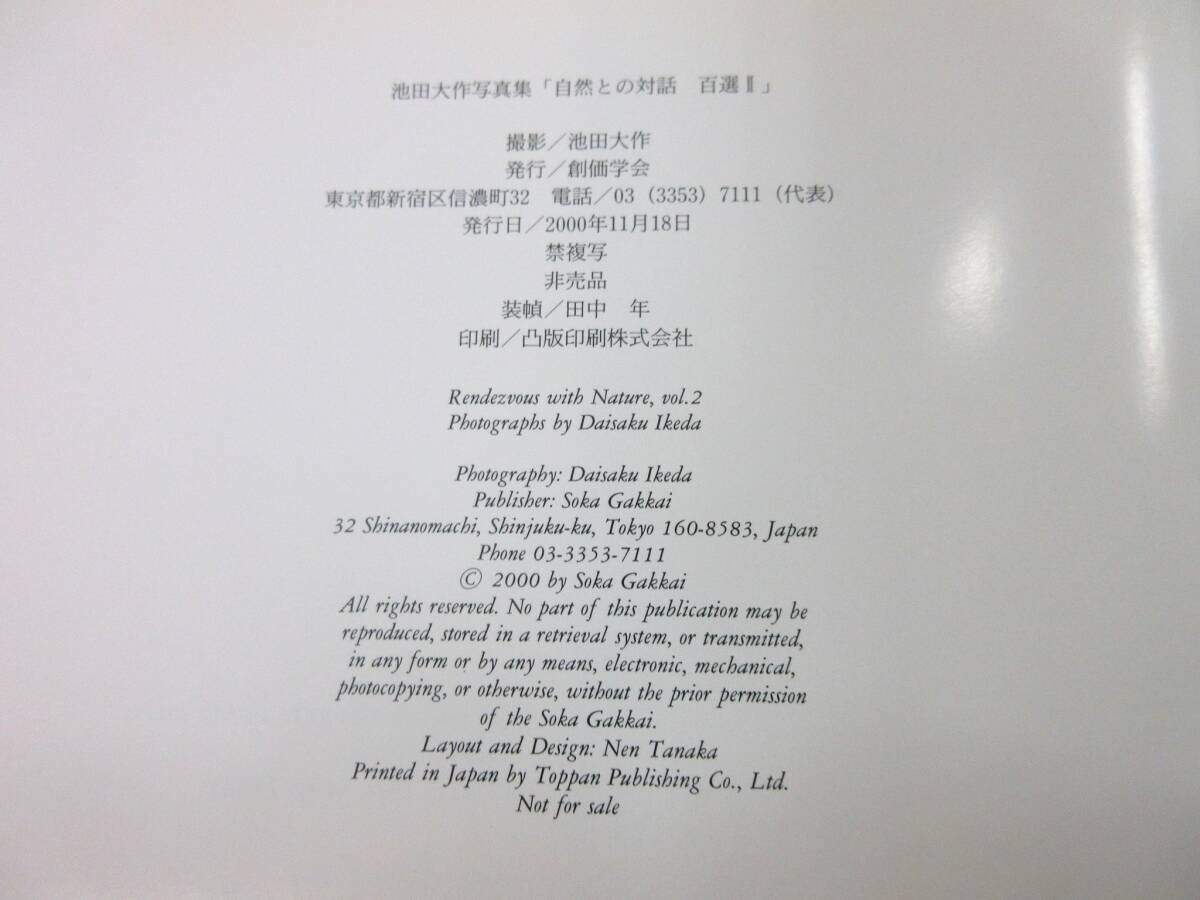 池田大作写真集「自然との対話　百選Ⅱ」
撮影／池田大作
発行／創価学会
東京都新宿区信濃町32　電話／03（3353）7111（代表）
発行日／2000年11月18日
禁複写
非売品
装幀／田中　年
印刷／凸版印刷株式会社
Rendezvous with Nature, vol.2
Photographs by Daisaku Ikeda
Photography: Daisaku Ikeda
Publisher: Soka Gakkai
32 Shinanomachi, Shinjuku-ku, Tokyo 160-8583, Japan
Phone 03-3353-7111
© 2000 by Soka Gakkai
All rights reserved. No part of this publication may be
reproduced, stored in a retrieval system, or transmitted,
in any form or by any means, electronic, mechanical,
photocopying, or otherwise, without the prior permission
of the Soka Gakkai.
Layout and Design: Nen Tanaka
Printed in Japan by Toppan Publishing Co., Ltd.
Not for sale